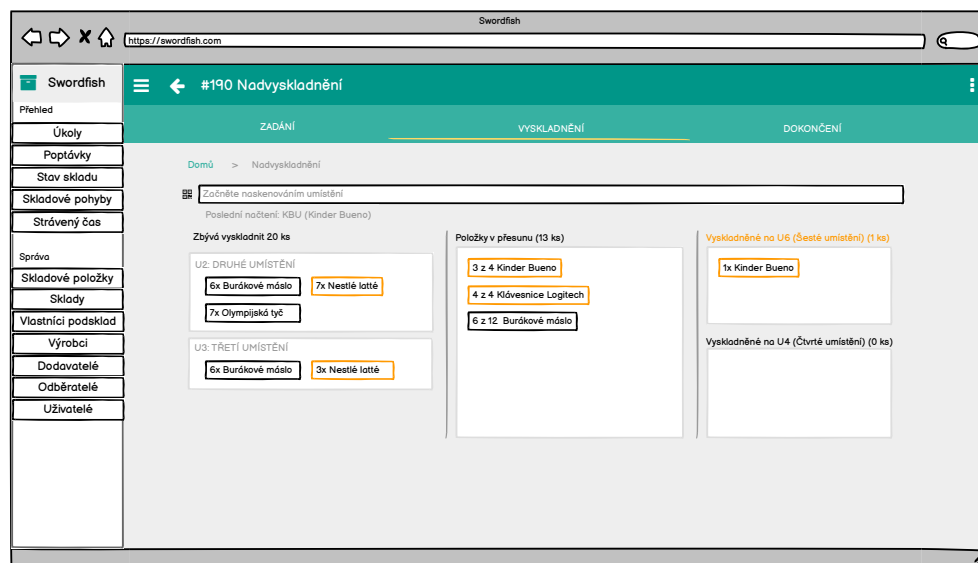 Swordfish
https://swordfish.com
Swordfish
#190 Nadvyskladnění
Přehled
Úkoly
Poptávky
Stav skladu
Skladové pohyby
Strávený čas
Správa
Skladové položky
Sklady
Vlastníci podsklad
Výrobci
Dodavatelé
Odběratelé
Uživatelé
ZADÁNÍ
VYSKLADNĚNÍ
DOKONČENÍ
Domů > Nadvyskladnění
Začněte naskenováním umístění
Poslední načtení: KBU (Kinder Bueno)
Zbývá vyskladnit 20 ks
U2: DRUHÉ UMÍSTĚNÍ
6x Burákové máslo
7x Nestlé latté
7x Olympijská tyč
U3: TŘETÍ UMÍSTĚNÍ
6x Burákové máslo
3x Nestlé latté
Položky v přesunu (13 ks)
3 z 4 Kinder Bueno
4 z 4 Klávesnice Logitech
6 z 12 Burákové máslo
Vyskladněné na U6 (Šesté umístění) (1 ks)
1x Kinder Bueno
Vyskladněné na U4 (Čtvrté umístění) (0 ks)